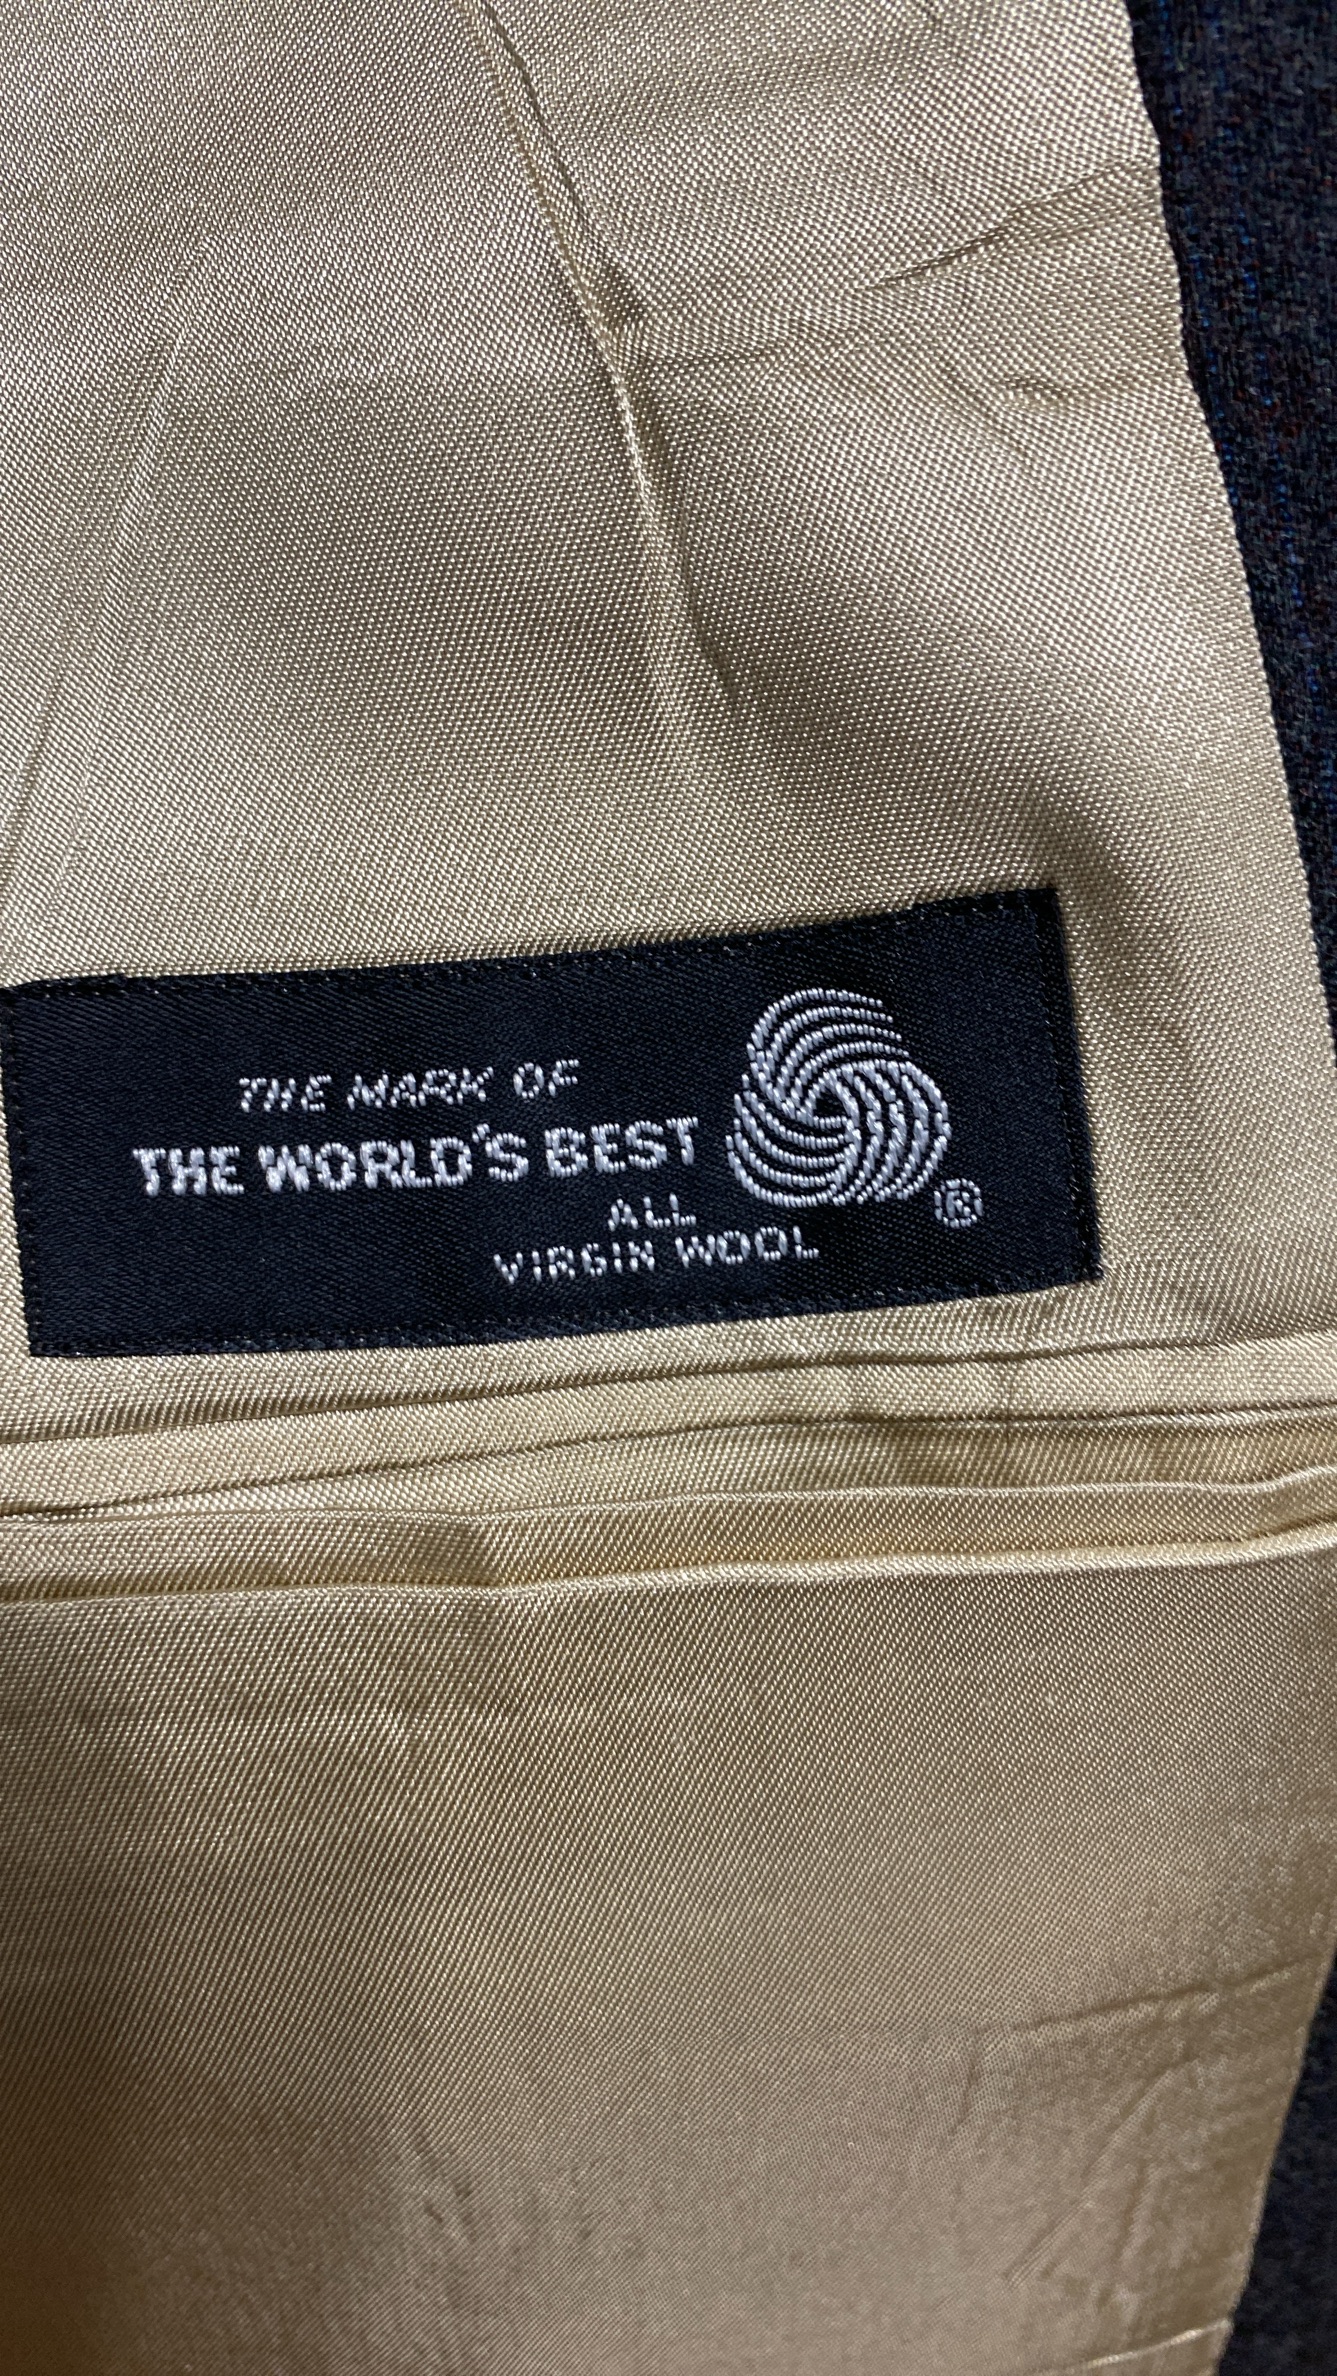 THE MARK OF
THE WORLD'S BEST
ALL
VIRGIN WOOL
®